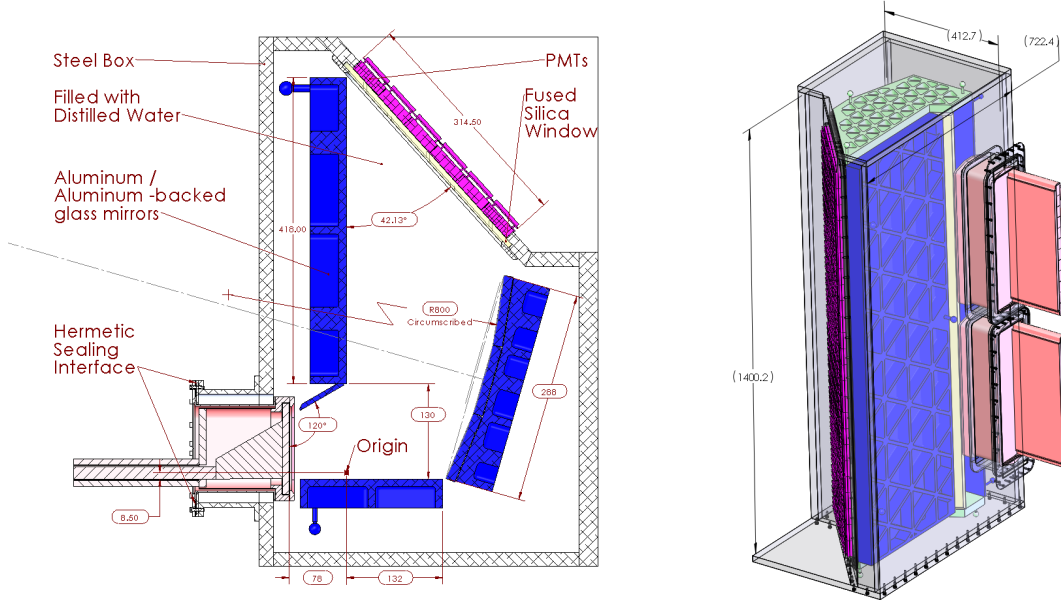 Steel Box
Filled with
Distilled Water
Aluminum /
Aluminum -backed
glass mirrors
Hermetic
Sealing
Interface
PMTs
Fused
Silica
Window
314.50
42.13°
418.00
R800
Circumscribed
288
130
120°
Origin
8.50
78
132
(412.7)
(722.4)
(1400.2)